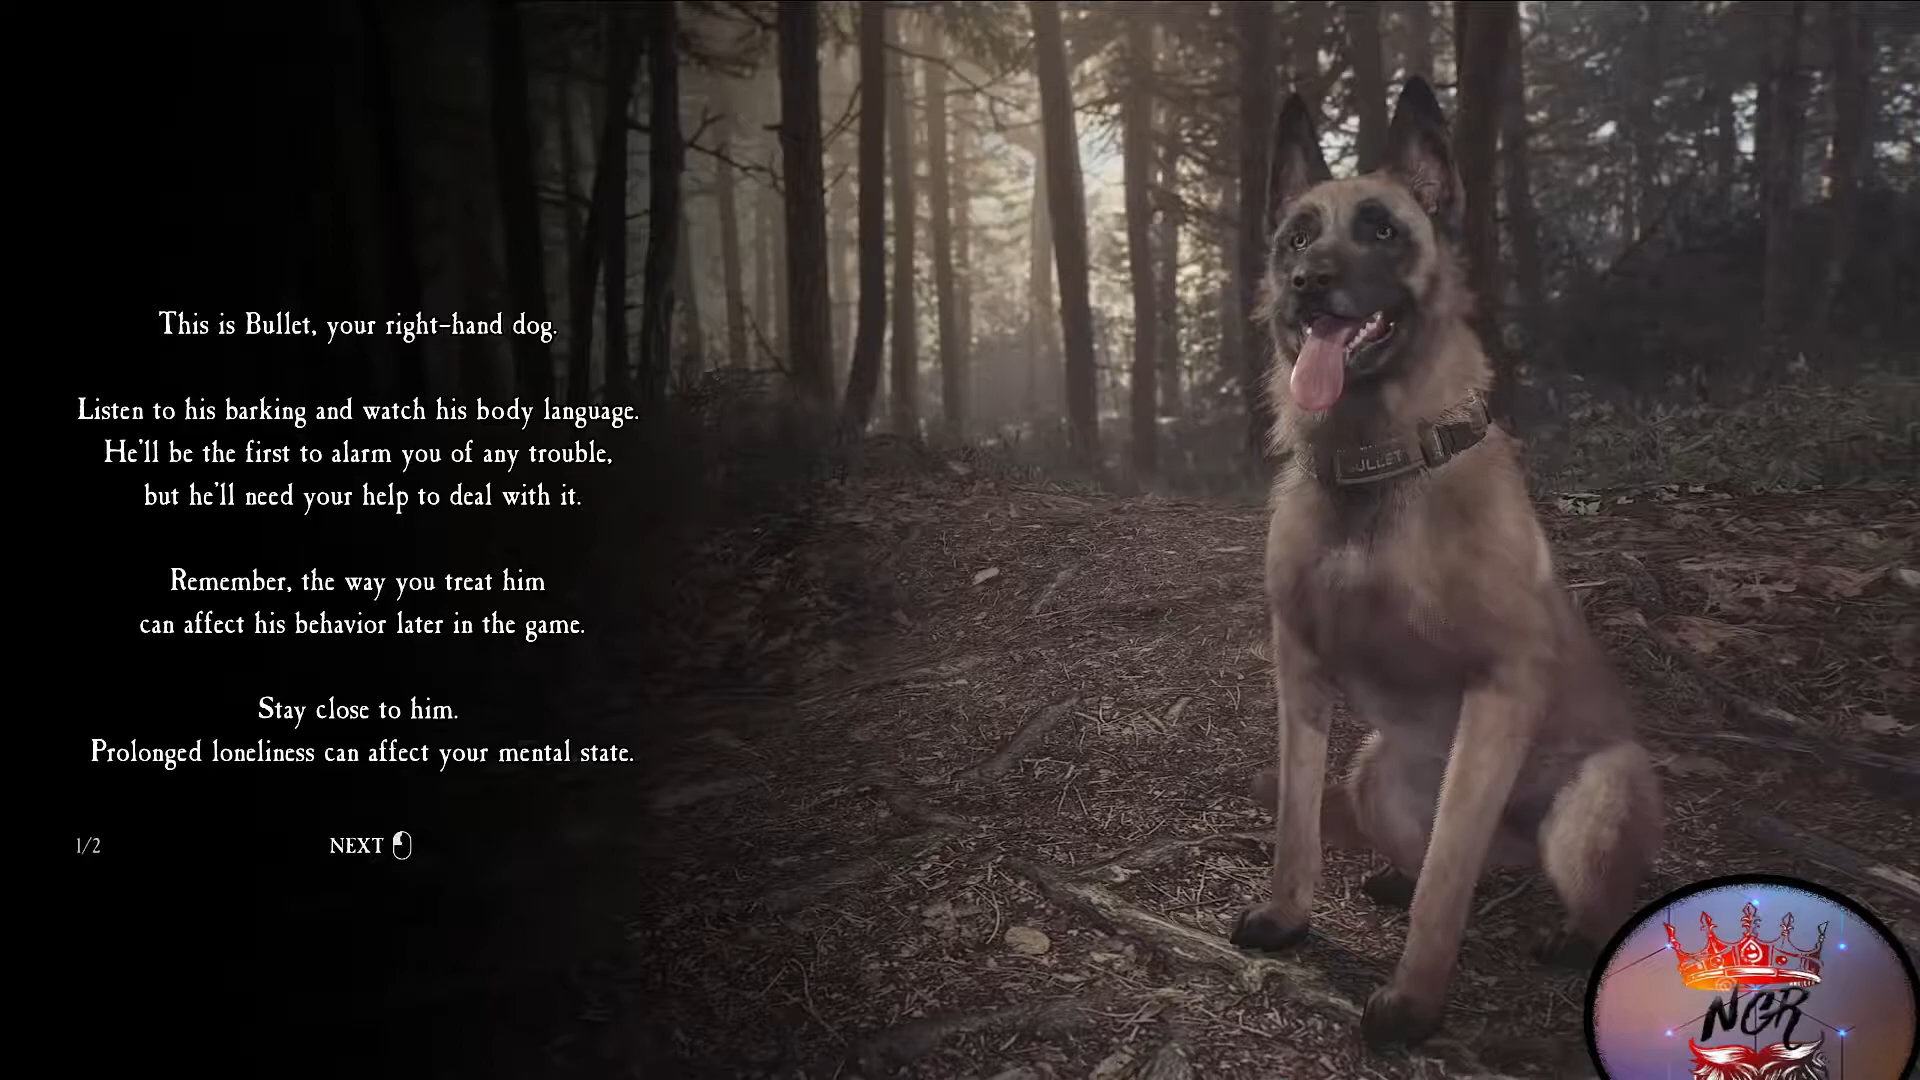 This is Bullet, your right-hand dog.
Listen to his barking and watch his body language.
He'll be the first to alarm you of any trouble,
but he'll need your help to deal with it.
Remember, the way you treat him
can affect his behavior later in the game.
Stay close to him.
Prolonged loneliness can affect your mental state.
1/2
NEXT
BULLET
NGR